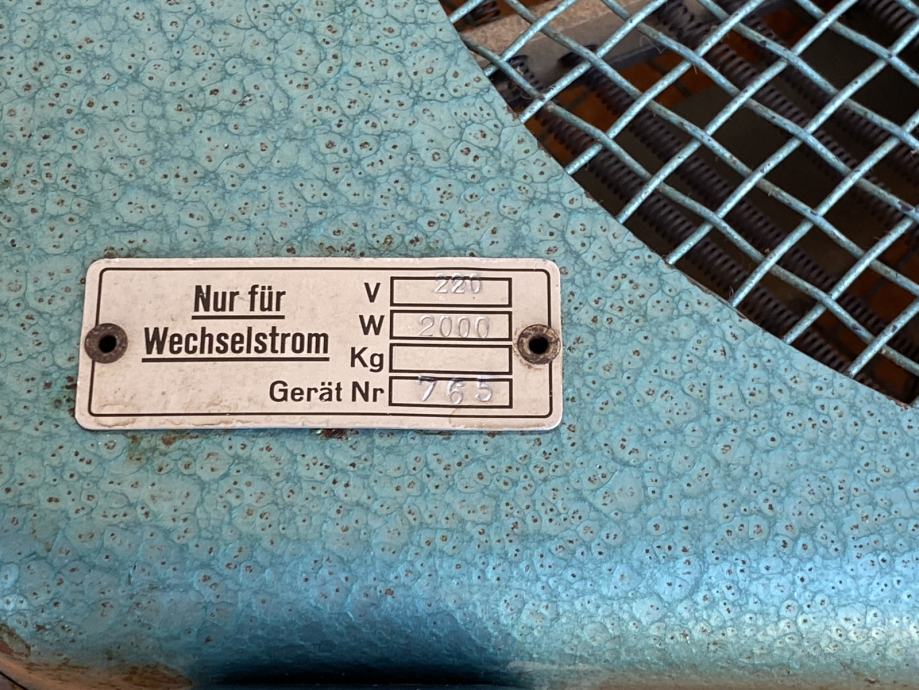 Nur für
Wechselstrom
V 220
W 2000
Kg
Gerät Nr 765